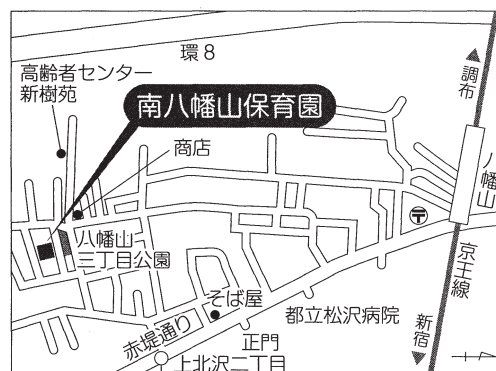 環8
高齢者センター
新樹苑
南八幡山保育園
調布
商店
八幡山
〒
八幡山
三丁目公園
京王線
そば屋
都立松沢病院
新宿
赤堤通り
正門
上北沢二丁目